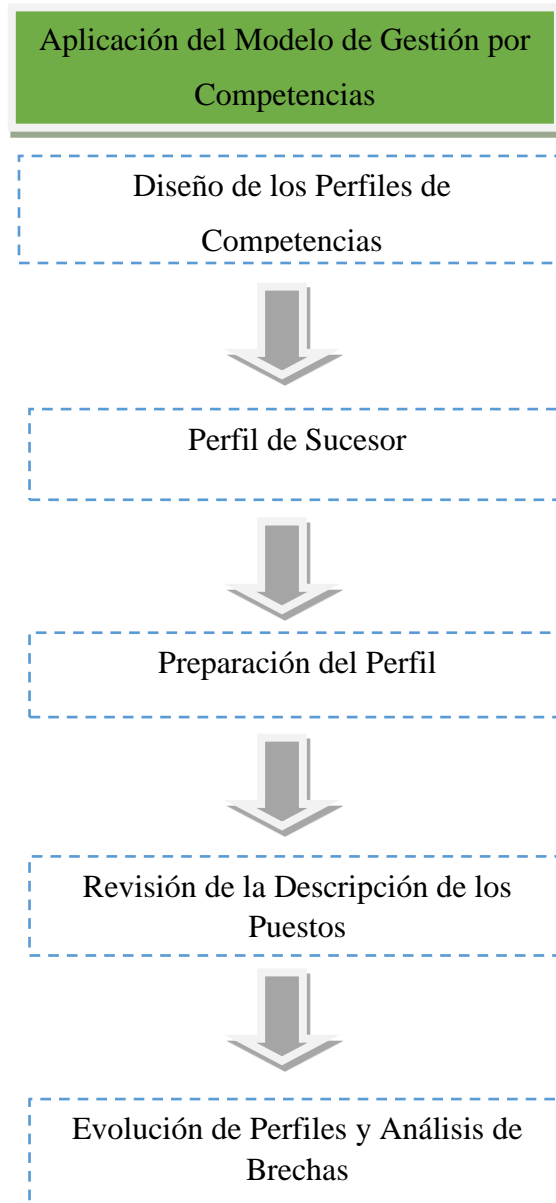 Aplicación del Modelo de Gestión por
Competencias
Diseño de los Perfiles de
Competencias
Perfil de Sucesor
Preparación del Perfil
Revisión de la Descripción de los
Puestos
Evolución de Perfiles y Análisis de
Brechas